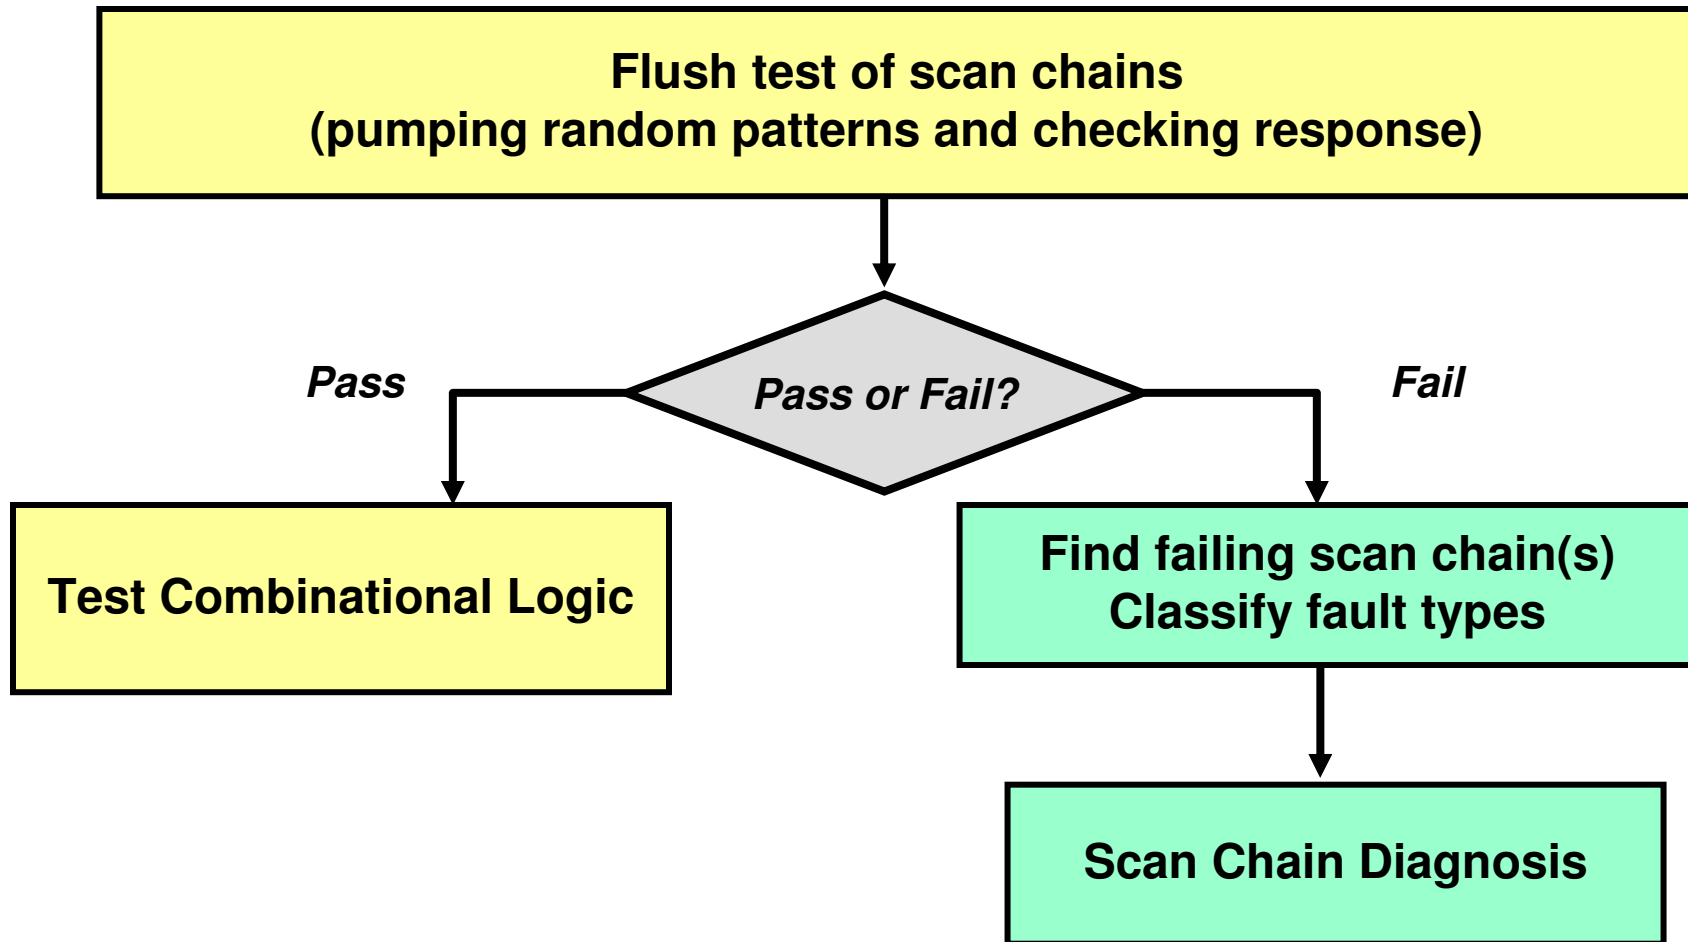 Flush test of scan chains
(pumping random patterns and checking response)
Pass
Pass or Fail?
Fail
Test Combinational Logic
Find failing scan chain(s)
Classify fault types
Scan Chain Diagnosis